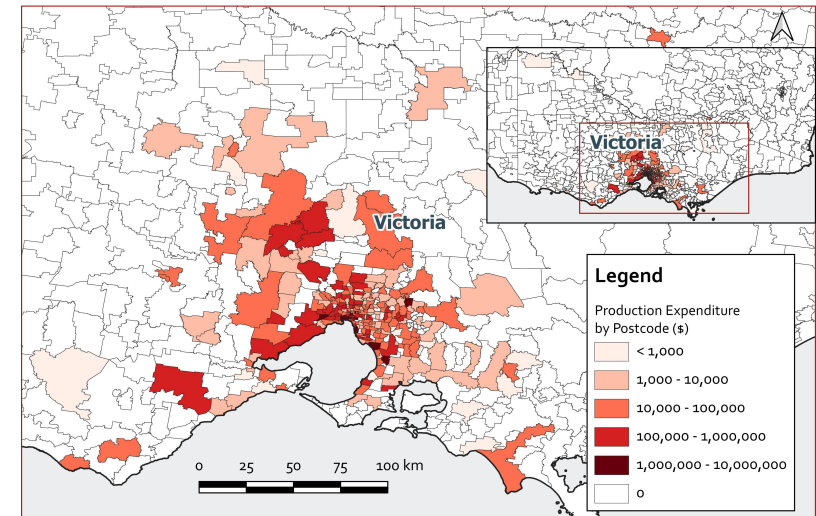 Victoria
Victoria
Legend
Production Expenditure
by Postcode ($)
< 1,000
1,000 - 10,000
10,000 - 100,000
100,000 - 1,000,000
1,000,000 - 10,000,000
0
0 25 50 75 100 km